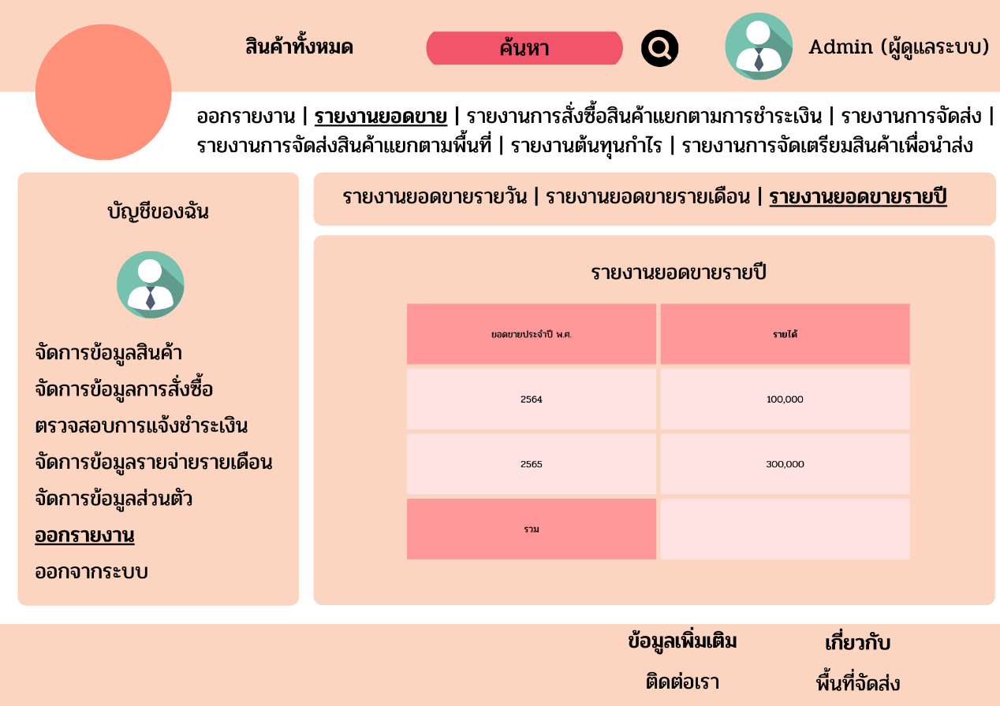 สินค้าทั้งหมด
ค้นหา
Admin (ผู้ดูแลระบบ)
ออกรายงาน | รายงานยอดขาย | รายงานการสั่งซื้อสินค้าแยกตามการชำระเงิน | รายงานการจัดส่ง |
รายงานการจัดส่งสินค้าแยกตามพื้นที่ | รายงานต้นทุนกำไร | รายงานการจัดเตรียมสินค้าเพื่อนำส่ง
บัญชีของฉัน
จัดการข้อมูลสินค้า
จัดการข้อมูลการสั่งซื้อ
ตรวจสอบการแจ้งชำระเงิน
จัดการข้อมูลรายจ่ายรายเดือน
จัดการข้อมูลส่วนตัว
ออกรายงาน
ออกจากระบบ
รายงานยอดขายรายวัน | รายงานยอดขายรายเดือน | รายงานยอดขายรายปี
รายงานยอดขายรายปี
ยอดขายประจำปี พ.ศ. รายได้
2564 100,000
2565 300,000
รวม
ข้อมูลเพิ่มเติม เกี่ยวกับ
ติดต่อเรา พื้นที่จัดส่ง